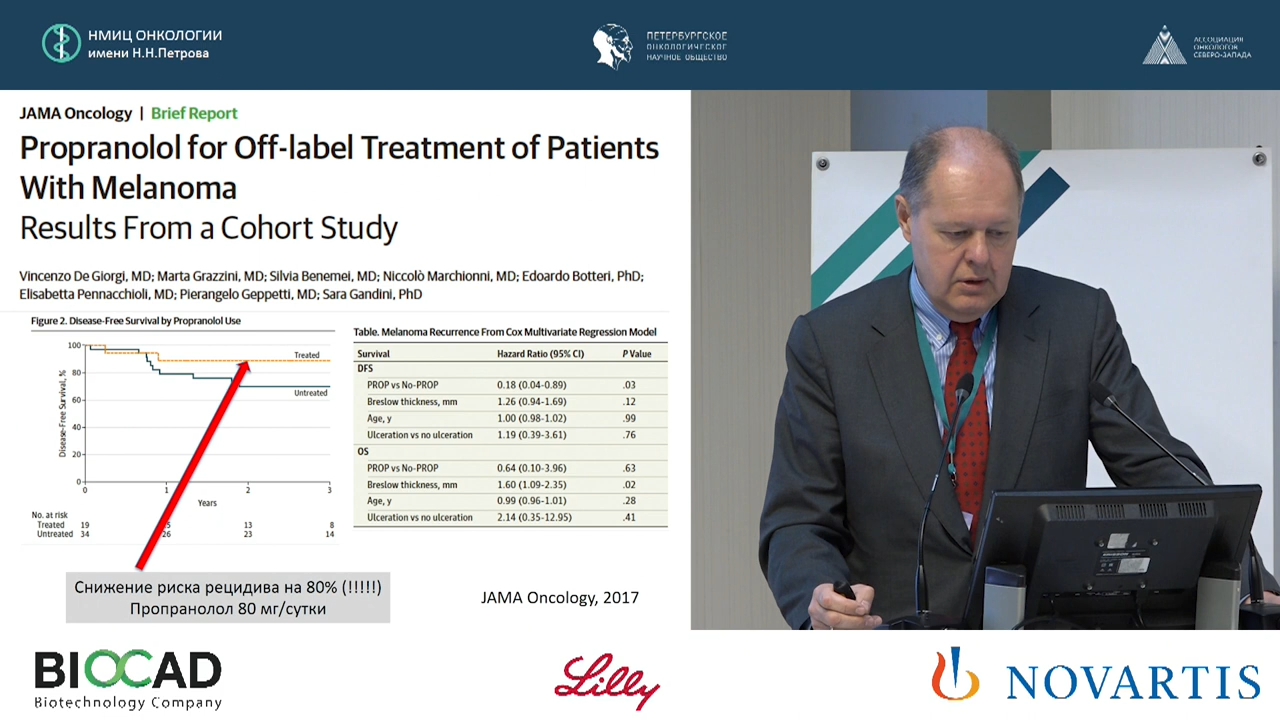 НМИЦ ОНКОЛОГИИ
имени Н.Н.Петрова
ПЕТЕРБУРГСКОЕ
ОНКОЛОГИЧЕСКОЕ
НАУЧНОЕ ОБЩЕСТВО
АССОЦИАЦИЯ
ОНКОЛОГОВ
СЕВЕРО-ЗАПАДА
JAMA Oncology | Brief Report
Propranolol for Off-label Treatment of Patients
With Melanoma
Results From a Cohort Study
Vincenzo De Giorgi, MD; Marta Grazzini, MD; Silvia Benemei, MD; Niccolò Marchionni, MD; Edoardo Botteri, PhD;
Elisabetta Pennacchioli, MD; Pierangelo Geppetti, MD; Sara Gandini, PhD
Figure 2. Disease-Free Survival by Propranolol Use
Disease-Free Survival, %
100
80
60
40
20
0
Treated
Untreated
0 1 2 3
Years
No. at risk
Treated 19 13 8
Untreated 34 26 23 14
Table. Melanoma Recurrence From Cox Multivariate Regression Model
Survival Hazard Ratio (95% CI) P Value
DFS
PROP vs No-PROP 0.18 (0.04-0.89) .03
Breslow thickness, mm 1.26 (0.94-1.69) .12
Age, y 1.00 (0.98-1.02) .99
Ulceration vs no ulceration 1.19 (0.39-3.61) .76
OS
PROP vs No-PROP 0.64 (0.10-3.96) .63
Breslow thickness, mm 1.60 (1.09-2.35) .02
Age, y 0.99 (0.96-1.01) .28
Ulceration vs no ulceration 2.14 (0.35-12.95) .41
Снижение риска рецидива на 80% (!!!!!)
Пропранолол 80 мг/сутки
JAMA Oncology, 2017
BIOCAD
Biotechnology Company
Lilly
NOVARTIS